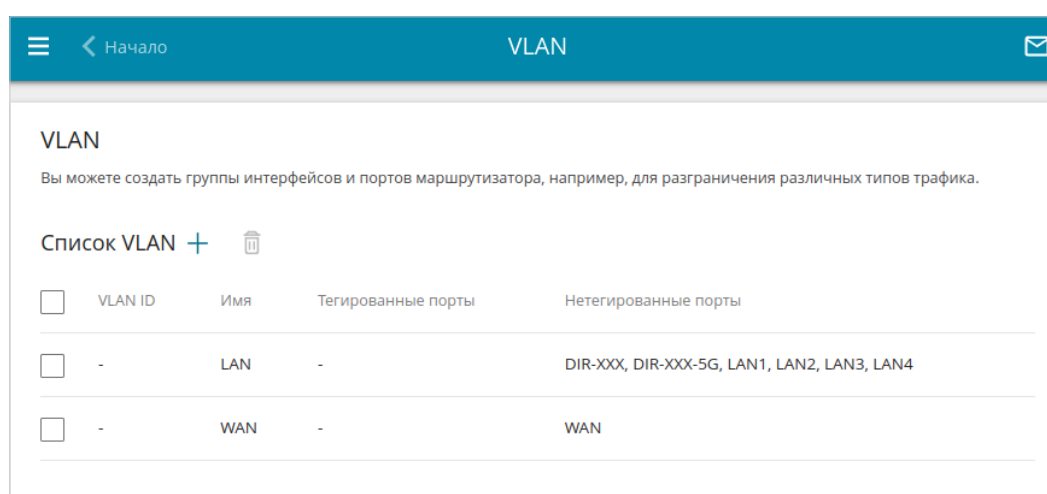 Начало VLAN
VLAN
Вы можете создать группы интерфейсов и портов маршрутизатора, например, для разграничения различных типов трафика.
Список VLAN
VLAN ID Имя Тегированные порты Нетегированные порты
- LAN - DIR-XXX, DIR-XXX-5G, LAN1, LAN2, LAN3, LAN4
- WAN - WAN